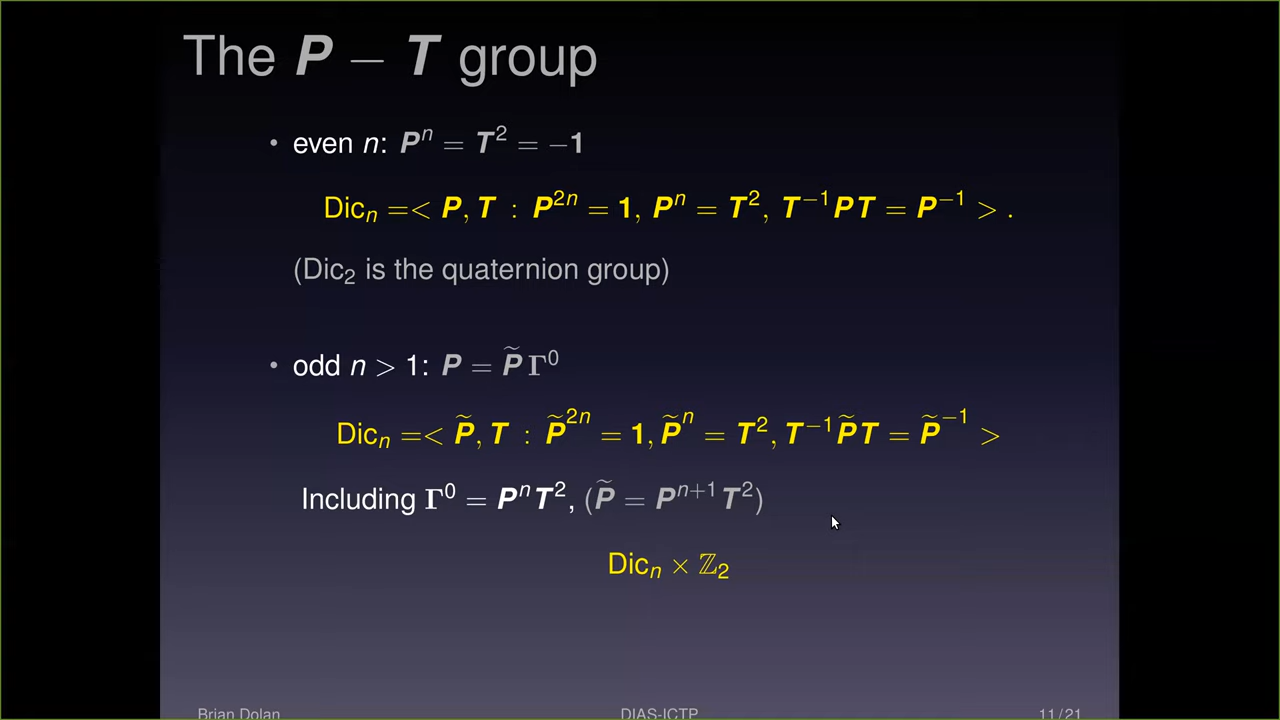 The P − T group
• even n: Pⁿ = T² = −1
Dicₙ =< P, T : P²ⁿ = 1, Pⁿ = T², T⁻¹PT = P⁻¹ > .
(Dic₂ is the quaternion group)
• odd n > 1: P = P̃ Γ⁰
Dicₙ =< P̃, T : P̃²ⁿ = 1, P̃ⁿ = T², T⁻¹P̃T = P̃⁻¹ >
Including Γ⁰ = PⁿT², (P̃ = Pⁿ⁺¹T²)
Dicₙ × ℤ₂
Brian Dolan DIAS-ICTP 11/21